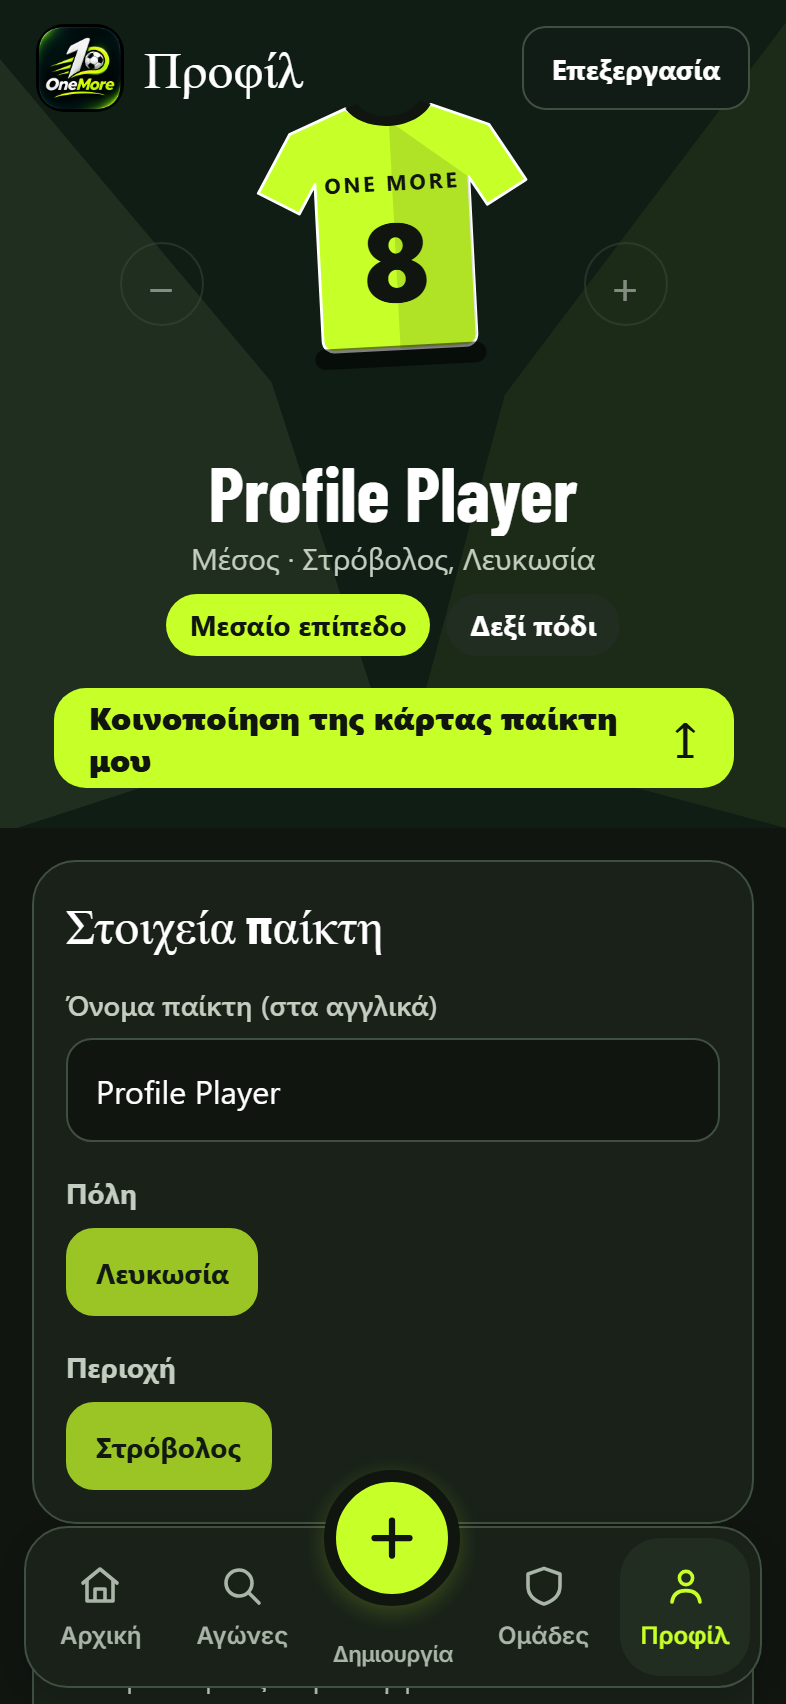 OneMore
Προφίλ
Επεξεργασία
ONE MORE
8
−
+
Profile Player
Μέσος · Στρόβολος, Λευκωσία
Μεσαίο επίπεδο
Δεξί πόδι
Κοινοποίηση της κάρτας παίκτη
μου
Στοιχεία παίκτη
Όνομα παίκτη (στα αγγλικά)
Profile Player
Πόλη
Λευκωσία
Περιοχή
Στρόβολος
Αρχική
Αγώνες
Δημιουργία
Ομάδες
Προφίλ